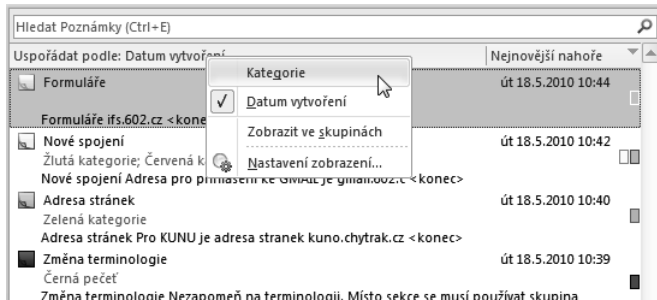 Hledat Poznámky (Ctrl+E)
Uspořádat podle: Datum vytvoření Nejnovější nahoře
Kategorie
Datum vytvoření
Zobrazit ve skupinách
Nastavení zobrazení...
Formuláře út 18.5.2010 10:44
Formuláře ifs.602.cz <kone
Nové spojení út 18.5.2010 10:42
Žlutá kategorie; Červená k
Nové spojení Adresa pro přihlášení ke GMAIL je gmail.602.c <konec>
Adresa stránek út 18.5.2010 10:40
Zelená kategorie
Adresa stránek Pro KUNU je adresa stranek kuno.chytrak.cz <konec>
Změna terminologie út 18.5.2010 10:39
Černá pečeť
Změna terminologie Nezapomeň na terminologii. Místo sekce se musí používat skupina